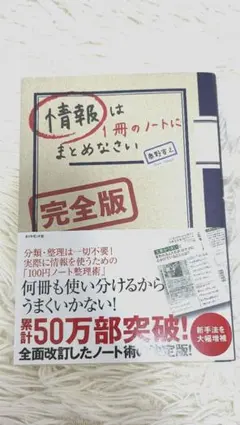 情報は
1冊のノートに
まとめなさい
奥野宣之
完全版
分類・整理は一切不要!
実際に情報を使うための
「100円ノート整理術」
何冊も使い分けるから
うまくいかない!
累計50万部突破!
全面改訂したノート術の決定版!
新手法を
大幅増補